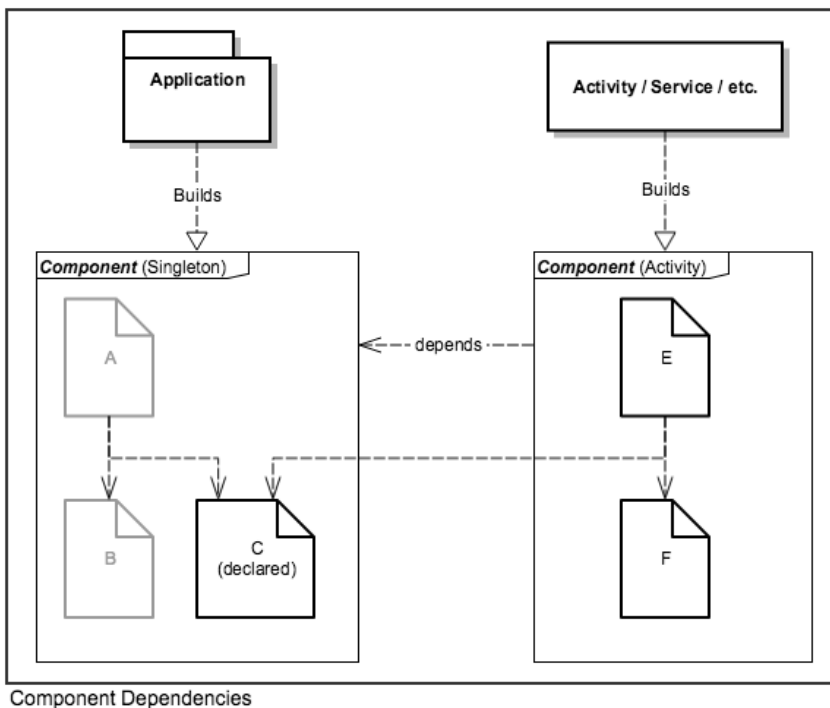 Application
Activity / Service / etc.
Builds
Builds
Component (Singleton)
Component (Activity)
A
depends
E
B
C
(declared)
F
Component Dependencies